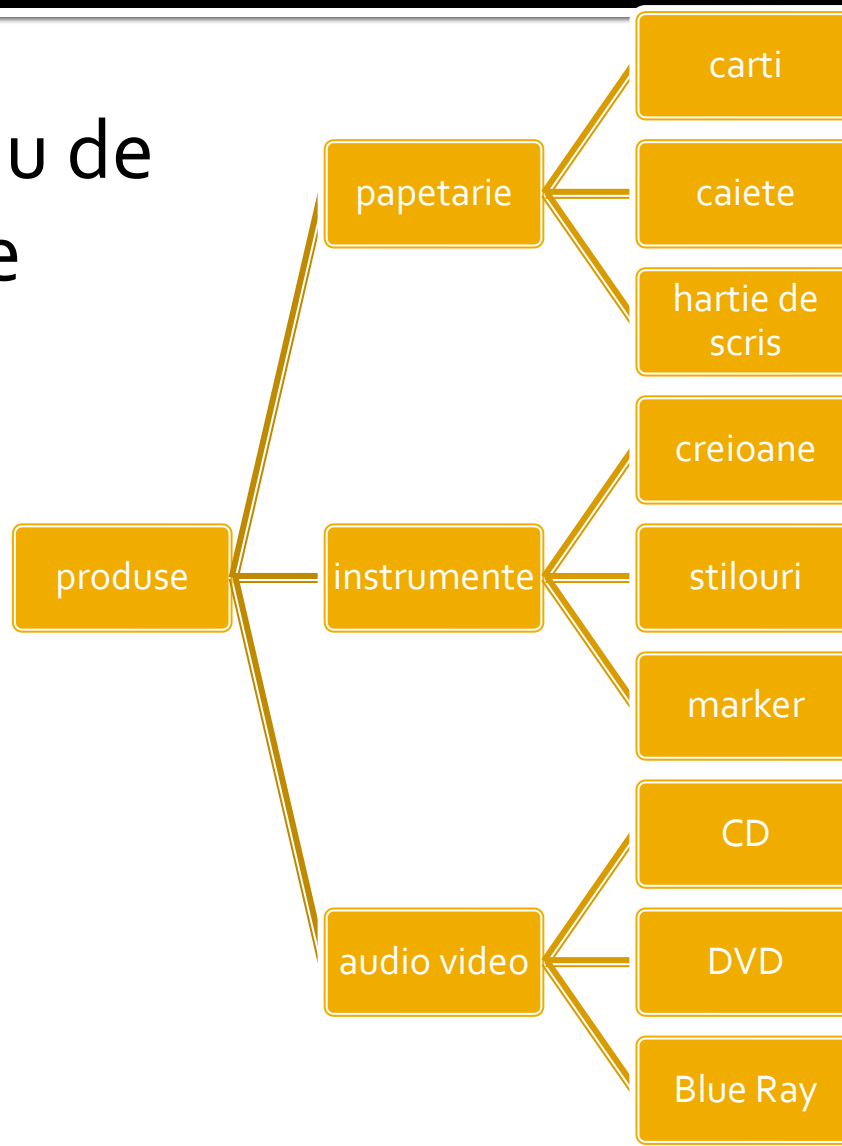 u de
e
produse
papetarie
carti
caiete
hartie de
scris
instrumente
creioane
stilouri
marker
audio video
CD
DVD
Blue Ray